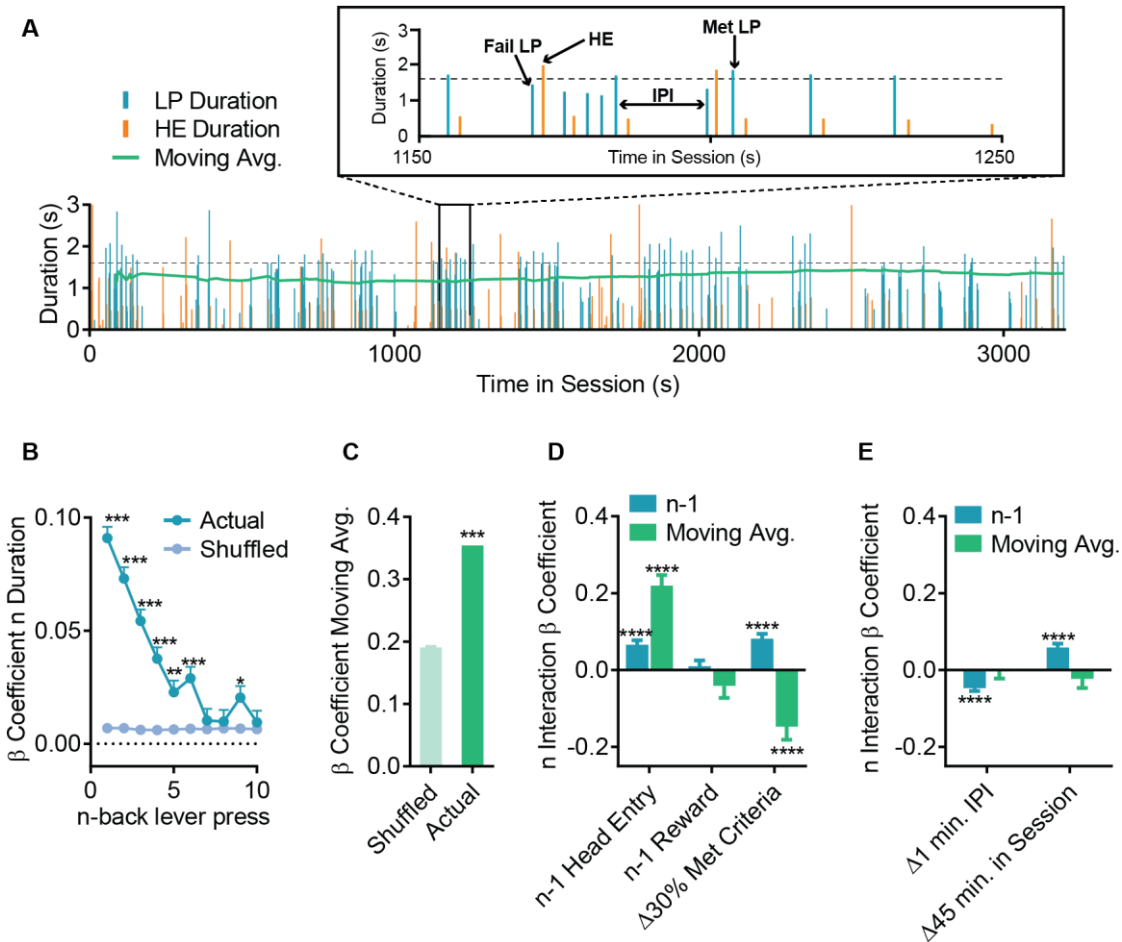 A
LP Duration
HE Duration
Moving Avg.
Duration (s)
3
2
1
0
Fail LP
HE
Met LP
IPI
1150
Time in Session (s)
1250
Duration (s)
3
2
1
0
0
1000
2000
3000
Time in Session (s)
B
β Coefficient n Duration
0.10
0.05
0.00
***
***
***
***
**
***
*
Actual
Shuffled
0
5
10
n-back lever press
C
β Coefficient Moving Avg.
0.4
0.3
0.2
0.1
0.0
***
Shuffled
Actual
D
n-1
Moving Avg.
n Interaction β Coefficient
0.4
0.2
0.0
-0.2
****
****
****
****
n-1 Head Entry
n-1 Reward
Δ30% Met Criteria
E
n-1
Moving Avg.
n Interaction β Coefficient
0.4
0.2
0.0
-0.2
****
****
Δ1 min. IPI
Δ45 min. in Session